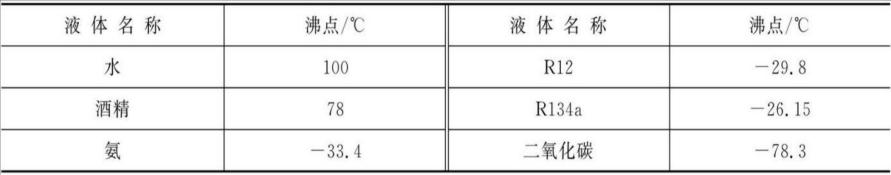 液体名称 沸点/℃ 液体名称 沸点/℃
水 100 R12 －29.8
酒精 78 R134a －26.15
氨 －33.4 二氧化碳 －78.3